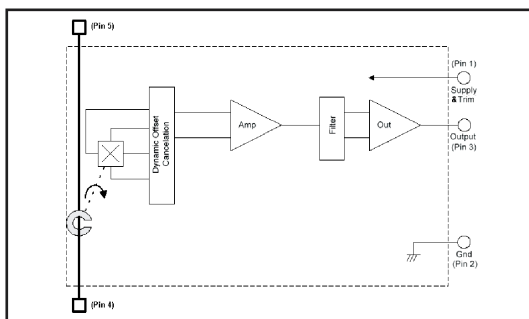 (Pin 5)
(Pin 1)
Supply
&Trim
Dynamic Offset
Cancelation
Amp
Filter
Out
Output
(Pin 3)
Gnd
(Pin 2)
(Pin 4)